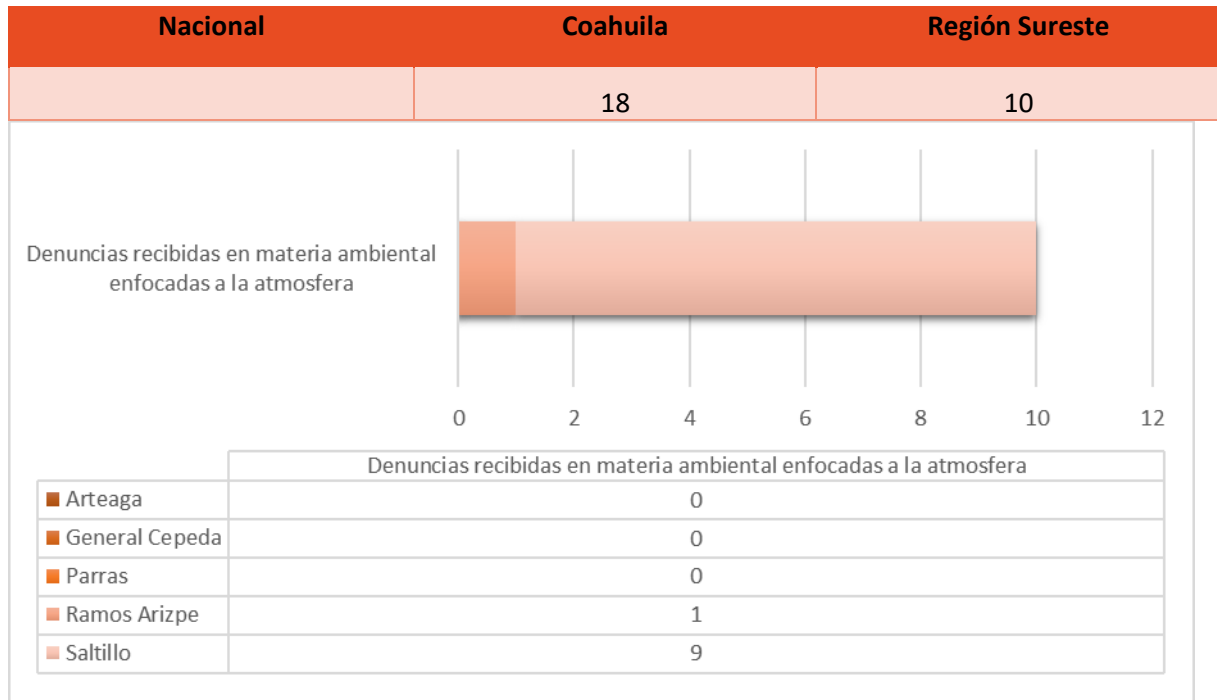 Nacional Coahuila Región Sureste
18 10
Denuncias recibidas en materia ambiental
enfocadas a la atmosfera
0 2 4 6 8 10 12
Denuncias recibidas en materia ambiental enfocadas a la atmosfera
Arteaga 0
General Cepeda 0
Parras 0
Ramos Arizpe 1
Saltillo 9